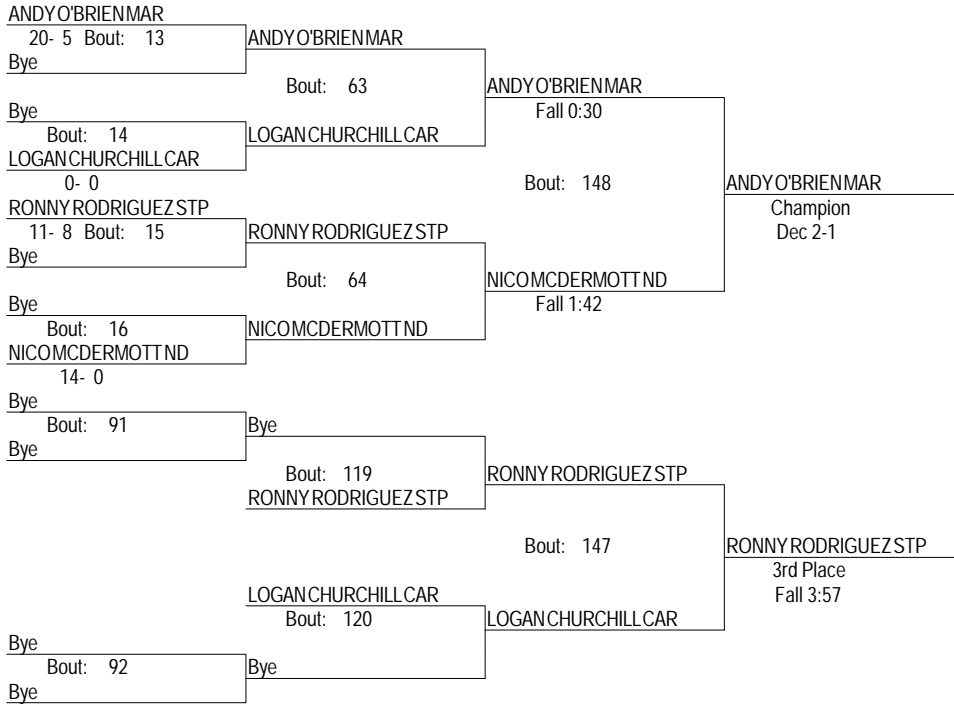 ANDY O'BRIEN MAR
20- 5 Bout: 13
ANDY O'BRIEN MAR
Bye
Bout: 63
ANDY O'BRIEN MAR
Bye
Fall 0:30
Bout: 14
LOGAN CHURCHILL CAR
LOGAN CHURCHILL CAR
0- 0
Bout: 148
ANDY O'BRIEN MAR
RONNY RODRIGUEZ STP
Champion
11- 8 Bout: 15
RONNY RODRIGUEZ STP
Dec 2-1
Bye
Bout: 64
NICO MCDERMOTT ND
Bye
Fall 1:42
Bout: 16
NICO MCDERMOTT ND
NICO MCDERMOTT ND
14- 0
Bye
Bout: 91
Bye
Bye
Bout: 119
RONNY RODRIGUEZ STP
RONNY RODRIGUEZ STP
Bout: 147
RONNY RODRIGUEZ STP
3rd Place
LOGAN CHURCHILL CAR
Fall 3:57
Bout: 120
LOGAN CHURCHILL CAR
Bye
Bout: 92
Bye
Bye